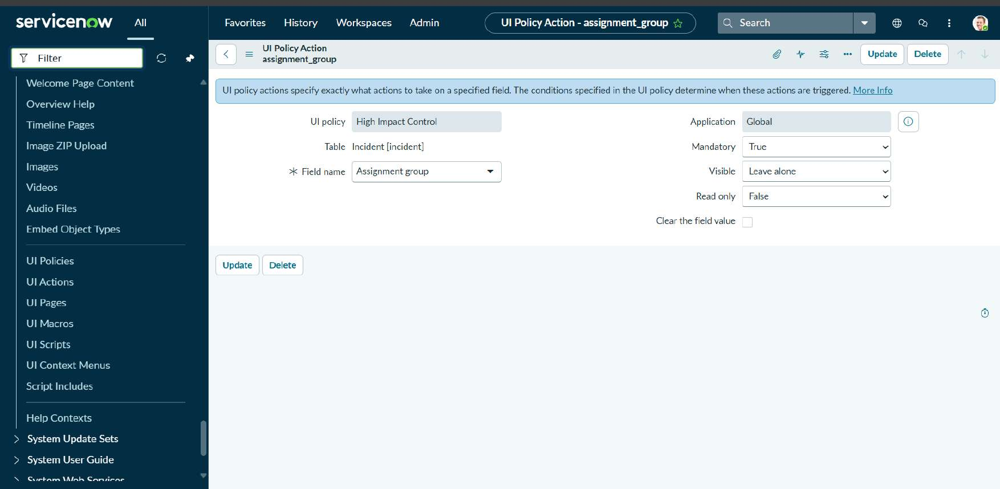 servicenow
All
Favorites
History
Workspaces
Admin
UI Policy Action - assignment_group
Search
Filter
Welcome Page Content
Overview Help
Timeline Pages
Image ZIP Upload
Images
Videos
Audio Files
Embed Object Types
UI Policies
UI Actions
UI Pages
UI Macros
UI Scripts
UI Context Menus
Script Includes
Help Contexts
System Update Sets
System User Guide
System Web Services
UI Policy Action
assignment_group
Update
Delete
UI policy actions specify exactly what actions to take on a specified field. The conditions specified in the UI policy determine when these actions are triggered. More Info
UI policy High Impact Control
Table Incident [incident]
Field name Assignment group
Application Global
Mandatory True
Visible Leave alone
Read only False
Clear the field value
Update
Delete